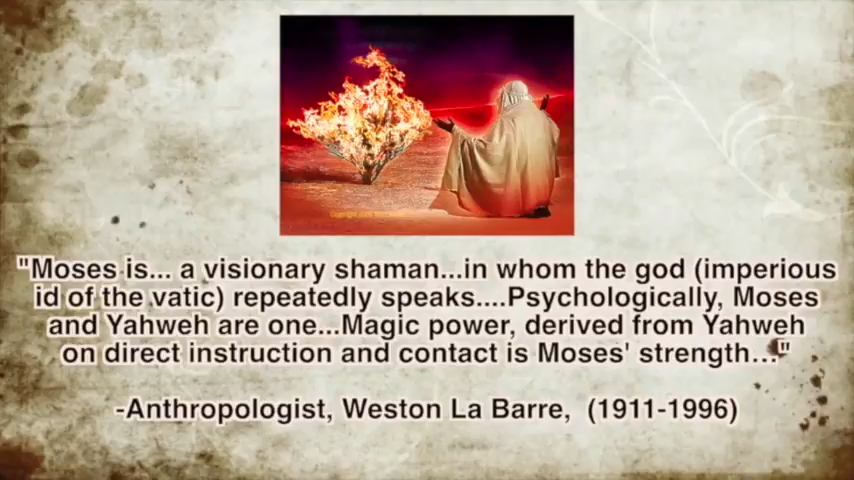 "Moses is... a visionary shaman...in whom the god (imperious
id of the vatic) repeatedly speaks....Psychologically, Moses
and Yahweh are one...Magic power, derived from Yahweh
on direct instruction and contact is Moses' strength..."
-Anthropologist, Weston La Barre, (1911-1996)